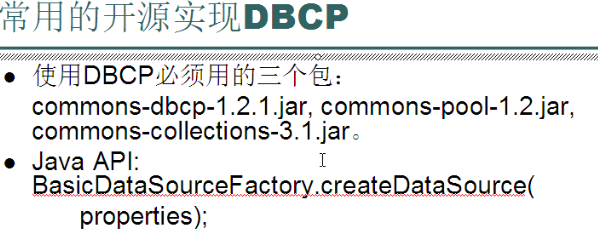 常用的开源实现DBCP
● 使用DBCP必须用的三个包：
commons-dbcp-1.2.1.jar, commons-pool-1.2.jar,
commons-collections-3.1.jar。
● Java API:
BasicDataSourceFactory.createDataSource(
properties);